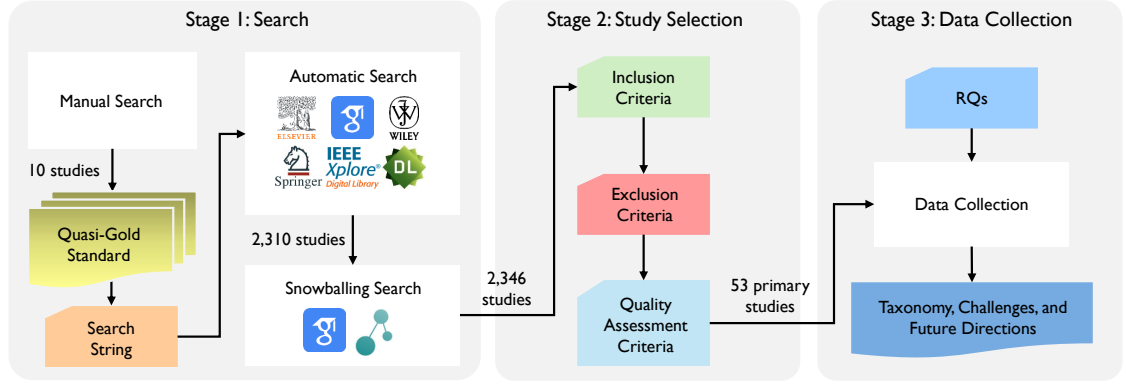 Stage 1: Search
Manual Search
10 studies
Quasi-Gold
Standard
Search
String
Automatic Search
ELSEVIER
WILEY
Springer
IEEE
Xplore®
Digital Library
DL
2,310 studies
Snowballing Search
2,346
studies
Stage 2: Study Selection
Inclusion
Criteria
Exclusion
Criteria
Quality
Assessment
Criteria
53 primary
studies
Stage 3: Data Collection
RQs
Data Collection
Taxonomy, Challenges, and
Future Directions